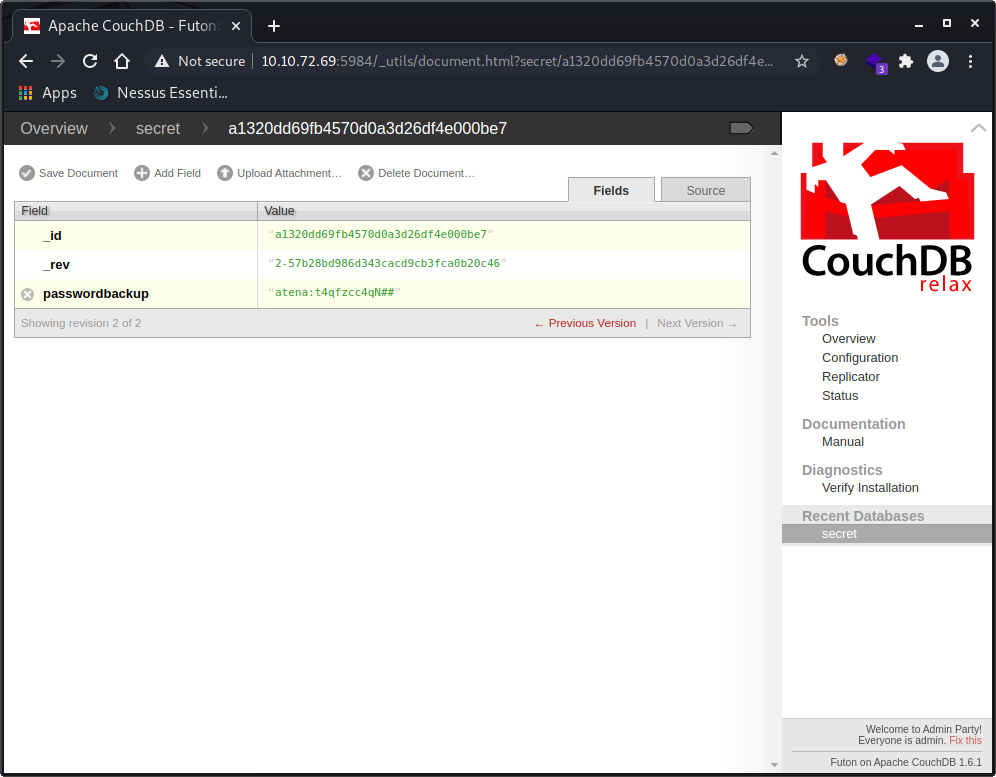 Apache CouchDB - Futon:
Not secure | 10.10.72.69:5984/_utils/document.html?secret/a1320dd69fb4570d0a3d26df4e...
3
Apps Nessus Essenti...
Overview secret a1320dd69fb4570d0a3d26df4e000be7
Save Document Add Field Upload Attachment... Delete Document...
Fields Source
Field Value
_id "a1320dd69fb4570d0a3d26df4e000be7"
_rev "2-57b28bd986d343cacd9cb3fca0b20c46"
passwordbackup "atena:t4qfzcc4qN##"
Showing revision 2 of 2 ← Previous Version | Next Version →
CouchDB
relax
Tools
Overview
Configuration
Replicator
Status
Documentation
Manual
Diagnostics
Verify Installation
Recent Databases
secret
Welcome to Admin Party!
Everyone is admin. Fix this
Futon on Apache CouchDB 1.6.1